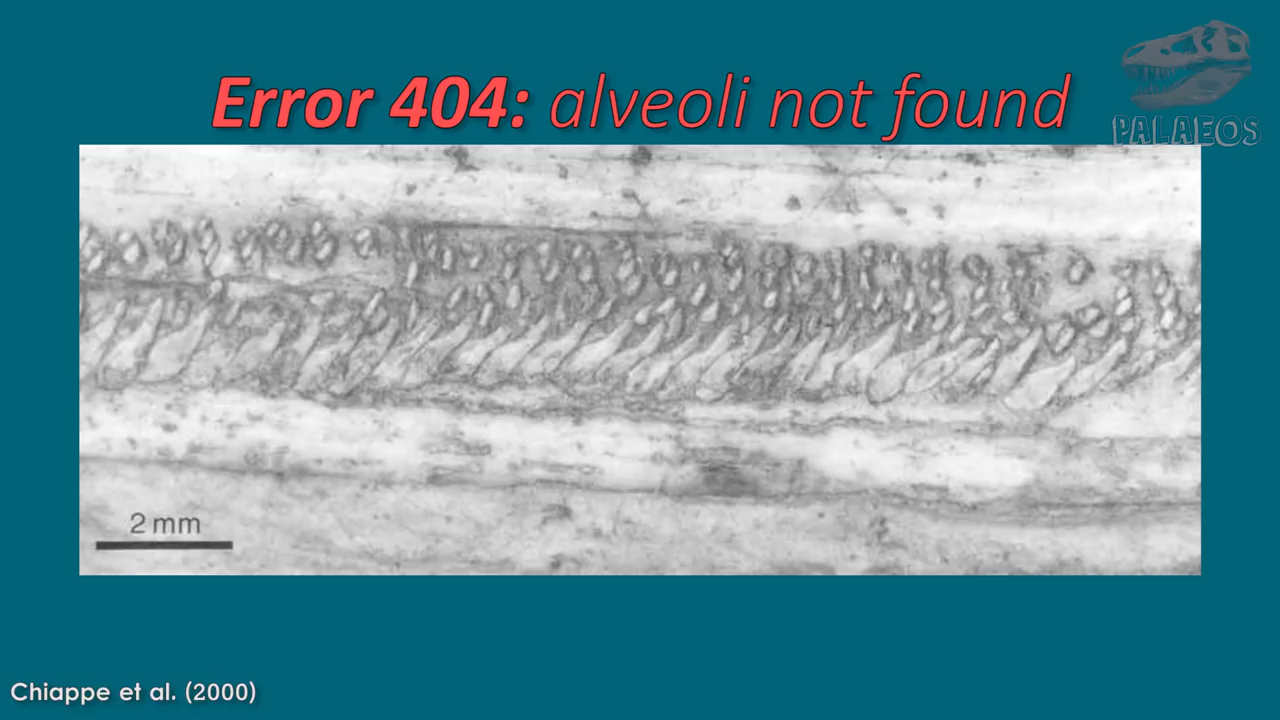 Error 404: alveoli not found
PALAEOS
2 mm
Chiappe et al. (2000)